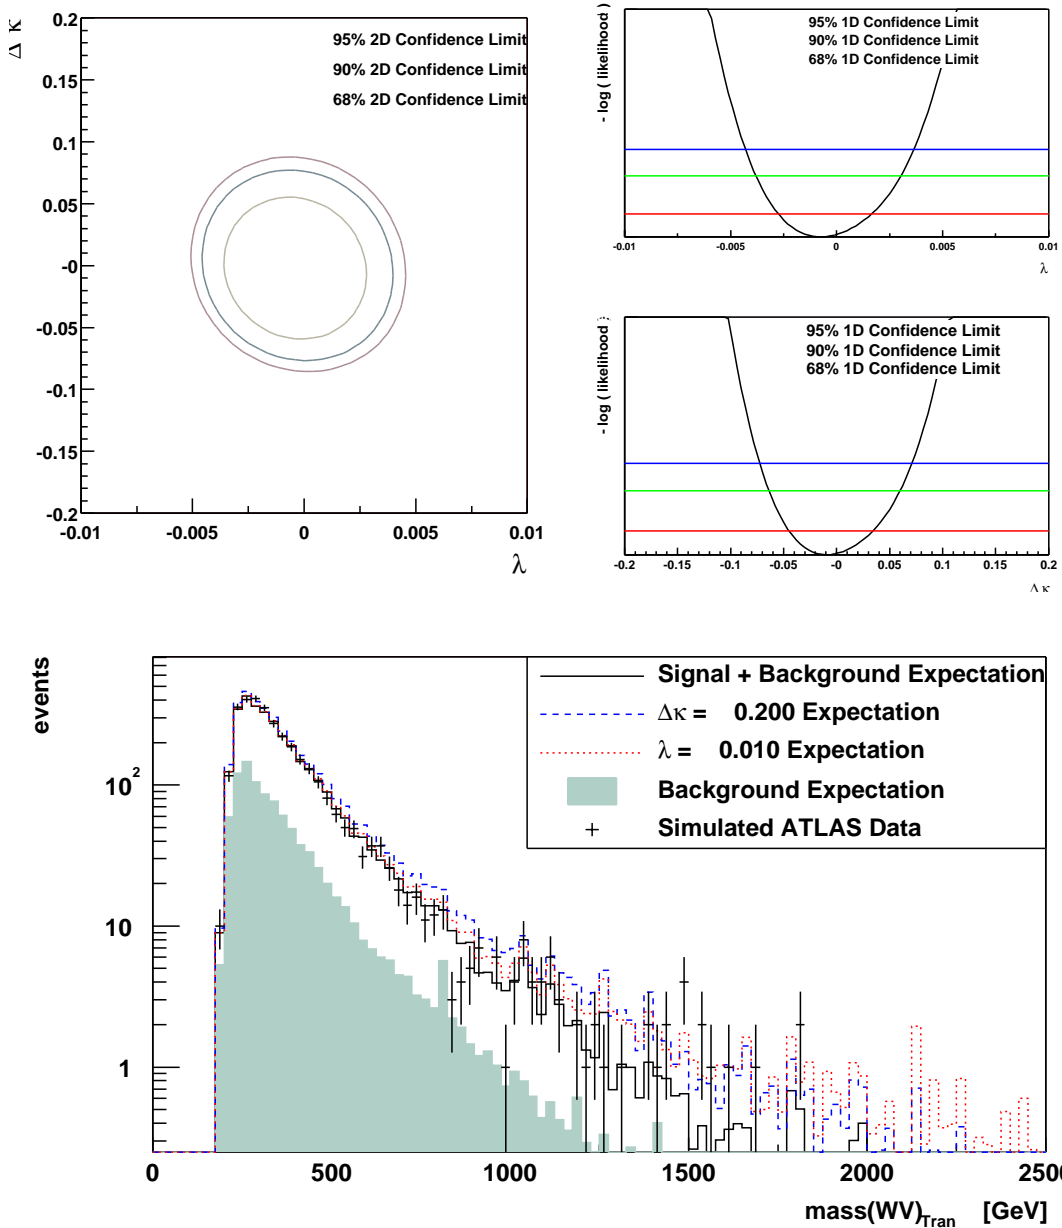 Δ κ
0.2
0.15
0.1
0.05
-0
-0.05
-0.1
-0.15
-0.2
95% 2D Confidence Limit
90% 2D Confidence Limit
68% 2D Confidence Limit
-0.01 -0.005 0 0.005 0.01
λ
- log ( likelihood )
95% 1D Confidence Limit
90% 1D Confidence Limit
68% 1D Confidence Limit
-0.01 -0.005 0 0.005 0.01
λ
- log ( likelihood )
95% 1D Confidence Limit
90% 1D Confidence Limit
68% 1D Confidence Limit
-0.2 -0.15 -0.1 -0.05 -0 0.05 0.1 0.15 0.2
Δ κ
events
10²
10
1
Signal + Background Expectation
Δκ = 0.200 Expectation
λ = 0.010 Expectation
Background Expectation
Simulated ATLAS Data
0 500 1000 1500 2000 2500
mass(WV)Tran [GeV]